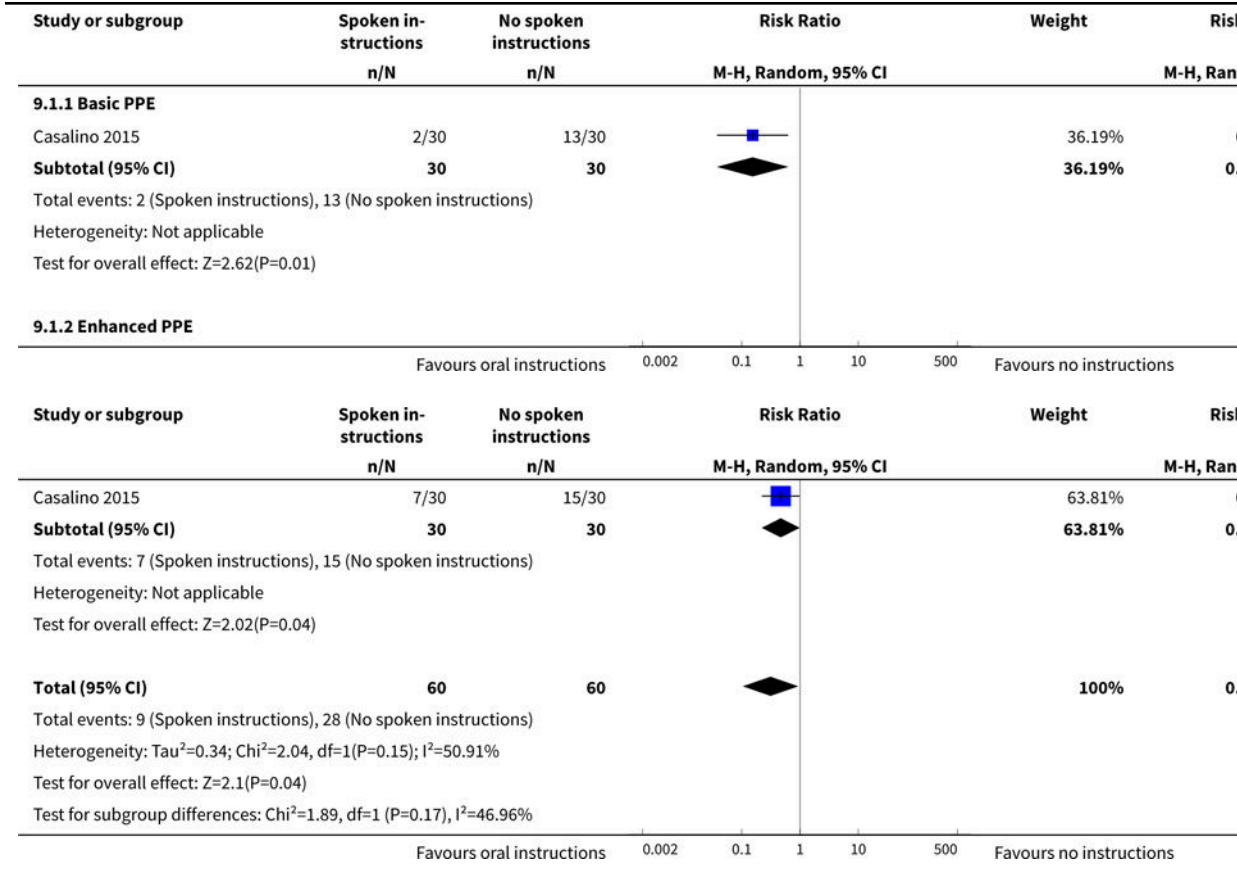 Study or subgroup Spoken in- No spoken Risk Ratio Weight Risk
structions instructions
n/N n/N M-H, Random, 95% CI M-H, Ran
9.1.1 Basic PPE
Casalino 2015 2/30 13/30 36.19%
Subtotal (95% CI) 30 30 36.19% 0.
Total events: 2 (Spoken instructions), 13 (No spoken instructions)
Heterogeneity: Not applicable
Test for overall effect: Z=2.62(P=0.01)
9.1.2 Enhanced PPE
Favours oral instructions 0.002 0.1 1 10 500 Favours no instructions
Study or subgroup Spoken in- No spoken Risk Ratio Weight Risk
structions instructions
n/N n/N M-H, Random, 95% CI M-H, Ran
Casalino 2015 7/30 15/30 63.81%
Subtotal (95% CI) 30 30 63.81% 0.
Total events: 7 (Spoken instructions), 15 (No spoken instructions)
Heterogeneity: Not applicable
Test for overall effect: Z=2.02(P=0.04)
Total (95% CI) 60 60 100% 0.
Total events: 9 (Spoken instructions), 28 (No spoken instructions)
Heterogeneity: Tau²=0.34; Chi²=2.04, df=1(P=0.15); I²=50.91%
Test for overall effect: Z=2.1(P=0.04)
Test for subgroup differences: Chi²=1.89, df=1 (P=0.17), I²=46.96%
Favours oral instructions 0.002 0.1 1 10 500 Favours no instructions